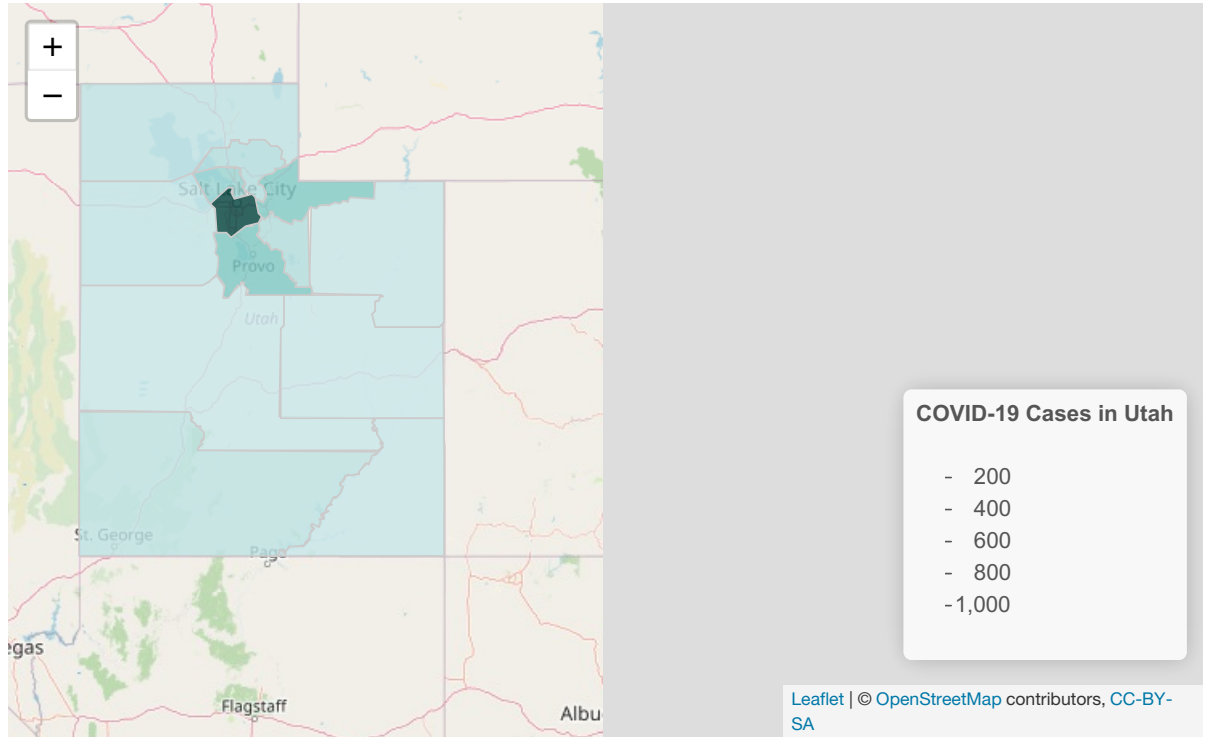 +
−
Salt Lake City
Provo
Utah
St. George
Page
egas
Flagstaff
Albu
COVID-19 Cases in Utah
- 200
- 400
- 600
- 800
-1,000
Leaflet | © OpenStreetMap contributors, CC-BY-
SA